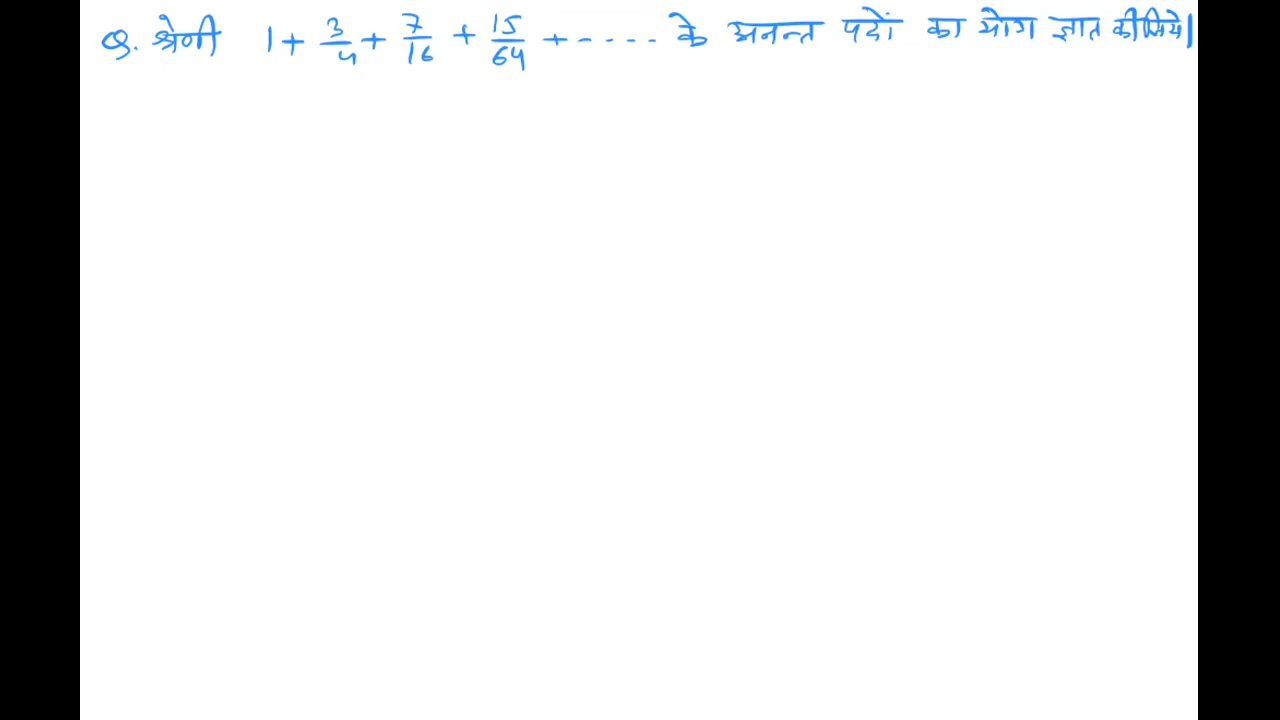 Q. श्रेणी 1 + 3/4 + 7/16 + 15/64 + ----- के अनन्त पदों का योग ज्ञात कीजिये।